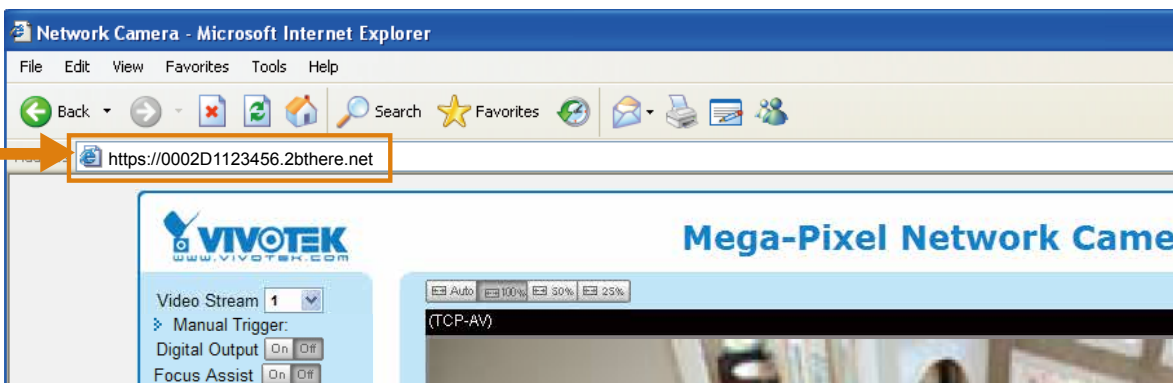 Network Camera - Microsoft Internet Explorer
File Edit View Favorites Tools Help
Back Search Favorites
https://0002D1123456.2bthere.net
VIVOTEK
www.vivotek.com
Mega-Pixel Network Came
Auto 100% 50% 25%
Video Stream 1
(TCP-AV)
Manual Trigger:
Digital Output On Off
Focus Assist On Off